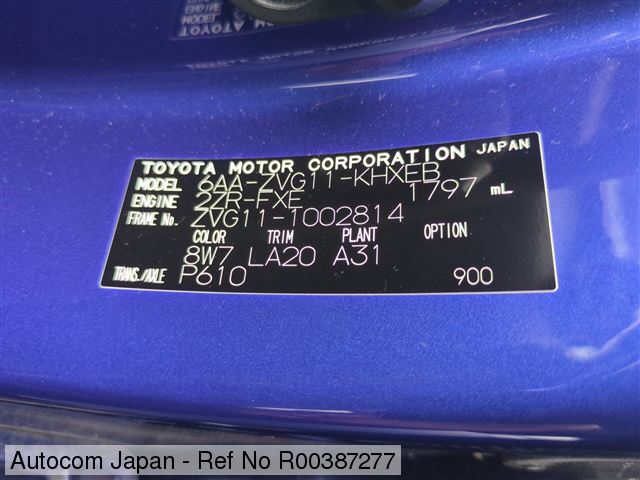 TOYOTA MOTOR CORPORATION JAPAN
MODEL 6AA-ZVG11-KHXEB
ENGINE 2ZR-FXE 1797 mL
FRAME No. ZVG11-1002814
COLOR TRIM PLANT OPTION
8W7 LA20 A31
TRANS./AXLE P610 900
Autocom Japan - Ref No R00387277